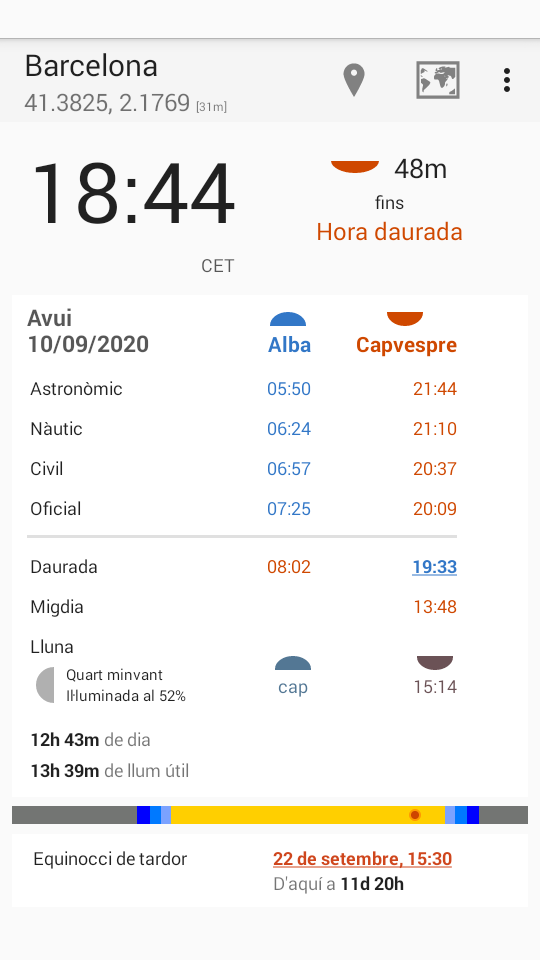 Barcelona
41.3825, 2.1769 [31m]
18:44
CET
48m
fins
Hora daurada
Avui
10/09/2020
Alba
Capvespre
Astronòmic 05:50 21:44
Nàutic 06:24 21:10
Civil 06:57 20:37
Oficial 07:25 20:09
Daurada 08:02 19:33
Migdia 13:48
Lluna
Quart minvant
Il·luminada al 52%
cap 15:14
12h 43m de dia
13h 39m de llum útil
Equinocci de tardor 22 de setembre, 15:30
D'aquí a 11d 20h